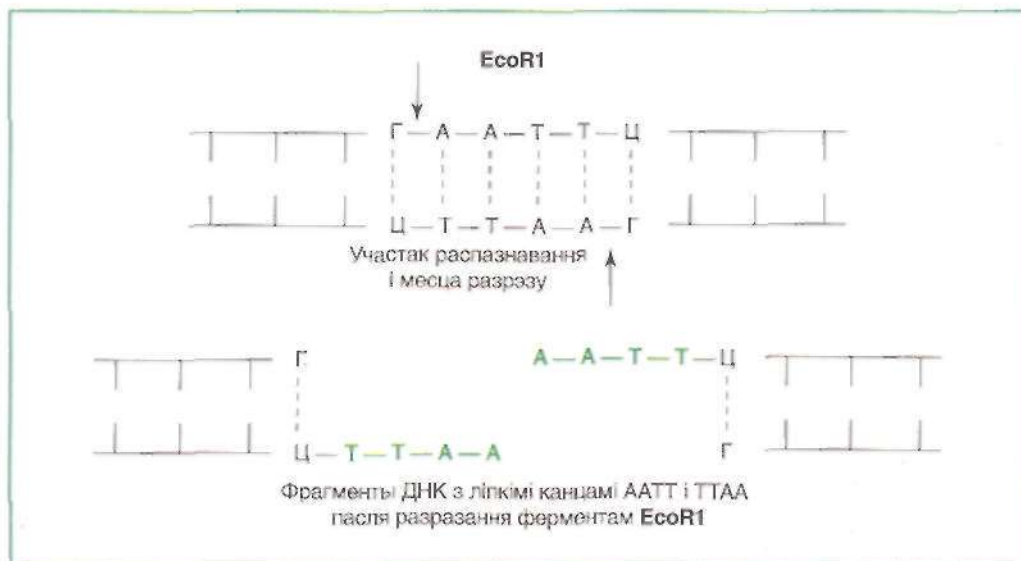 EcoR1
Г—А—А—Т—Т—Ц
Ц—Т—Т—А—А—Г
Участак распазнавання
і месца разрэзу
Г А—А—Т—Т—Ц
Ц—Т—Т—А—А Г
Фрагменты ДНК з ліпкімі канцамі ААТТ і ТТАА
пасля разразання ферментам EcoR1